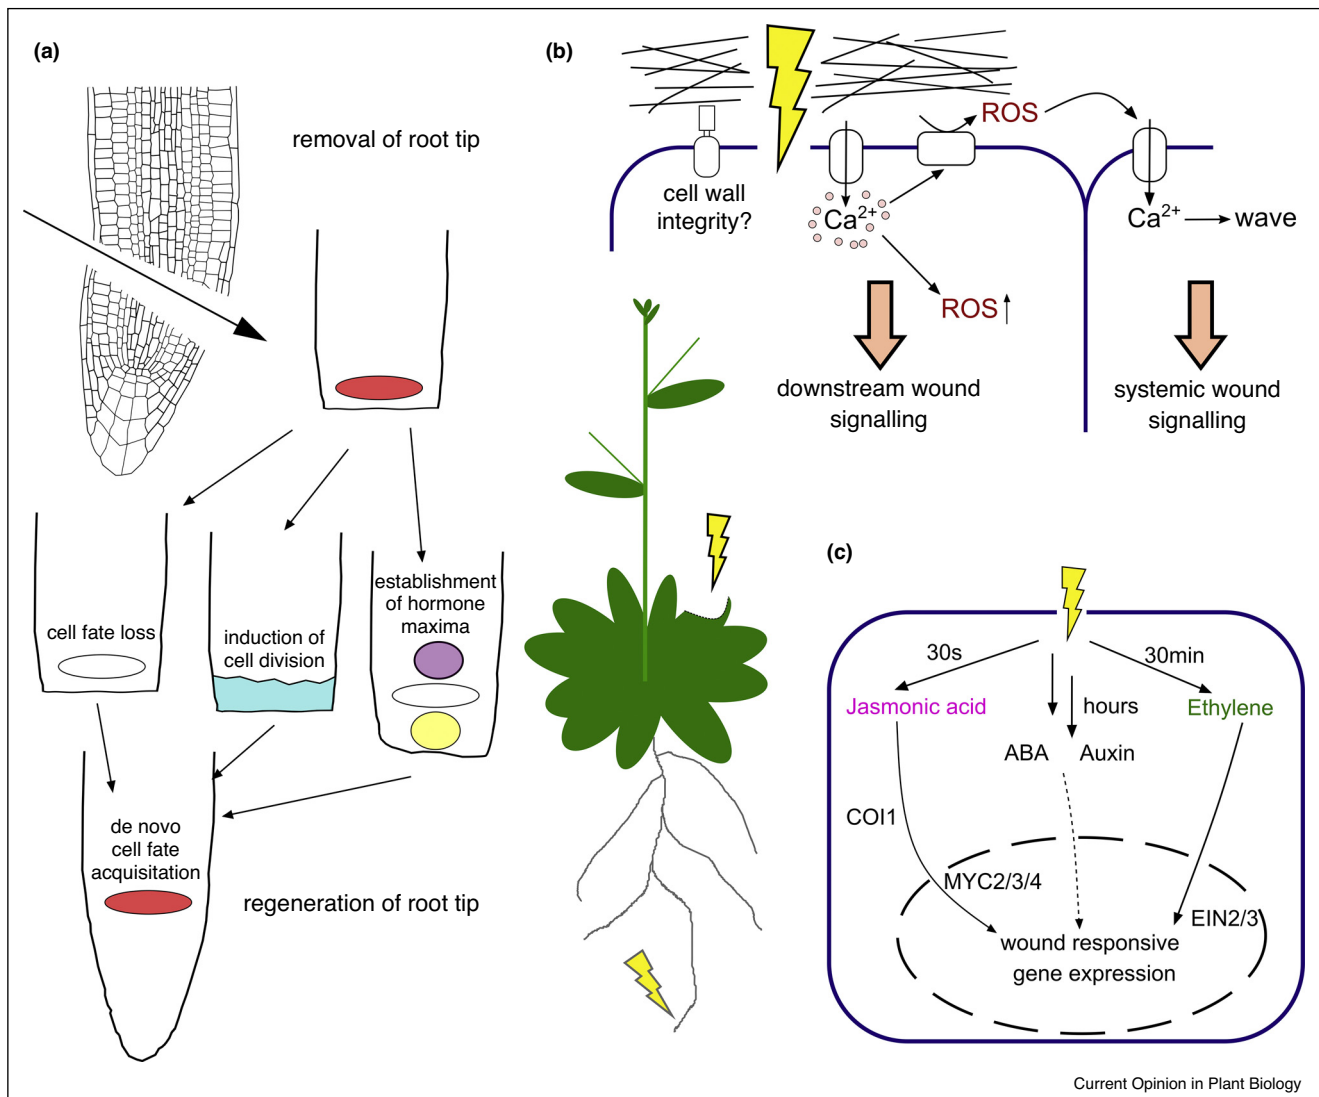 (a)
removal of root tip
cell fate loss
induction of
cell division
establishment
of hormone
maxima
de novo
cell fate
acquisitation
regeneration of root tip
(b)
cell wall
integrity?
Ca2+
ROS
ROS
downstream wound
signalling
Ca2+
wave
systemic wound
signalling
(c)
30s
30min
hours
Jasmonic acid
Ethylene
ABA
Auxin
COI1
MYC2/3/4
EIN2/3
wound responsive
gene expression
Current Opinion in Plant Biology